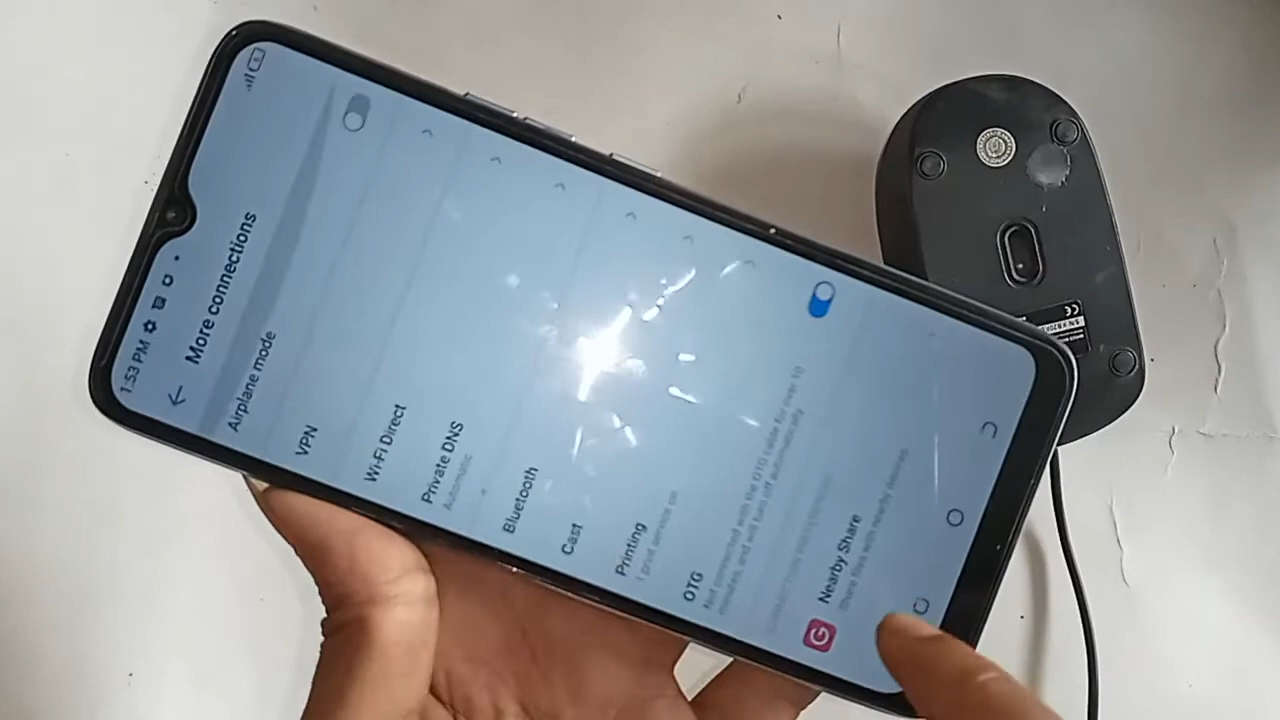 1:53 PM
More connections
Airplane mode
VPN
Wi-Fi Direct
Private DNS
Automatic
Bluetooth
Cast
Printing
1 print service on
OTG
Not connected with the OTG cable for over 10
minutes, and will turn off automatically
Nearby Share
Share files with nearby devices